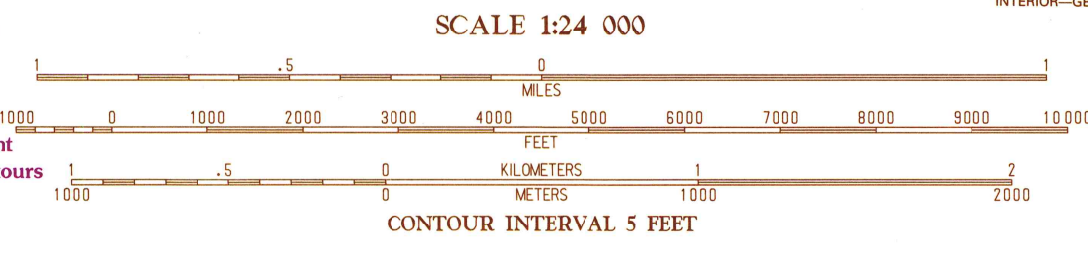 INTERIOR—GE
SCALE 1:24 000
1 .5 0 1
MILES
1000 0 1000 2000 3000 4000 5000 6000 7000 8000 9000 10 000
FEET
nt
tours
1 .5 0 KILOMETERS 1 2
1000 0 METERS 1000 2000
CONTOUR INTERVAL 5 FEET